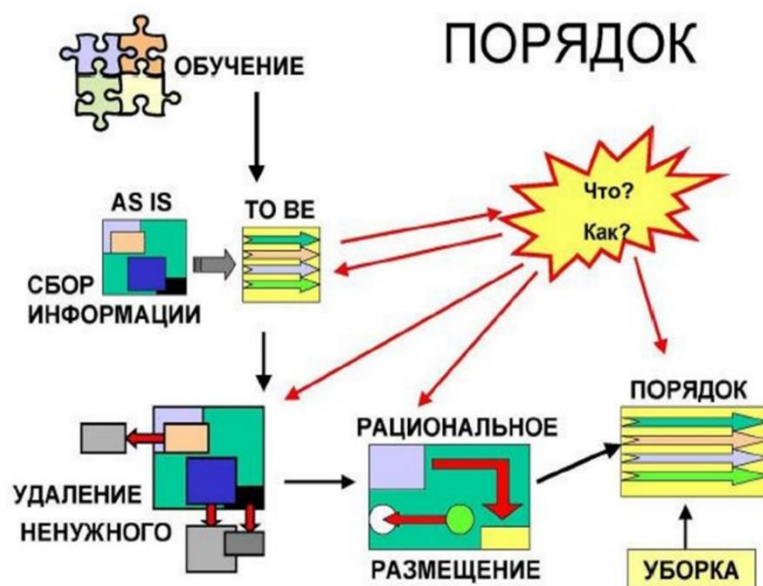 ПОРЯДОК
ОБУЧЕНИЕ
AS IS
TO BE
Что?
Как?
СБОР
ИНФОРМАЦИИ
ПОРЯДОК
РАЦИОНАЛЬНОЕ
УДАЛЕНИЕ
НЕНУЖНОГО
РАЗМЕЩЕНИЕ
УБОРКА